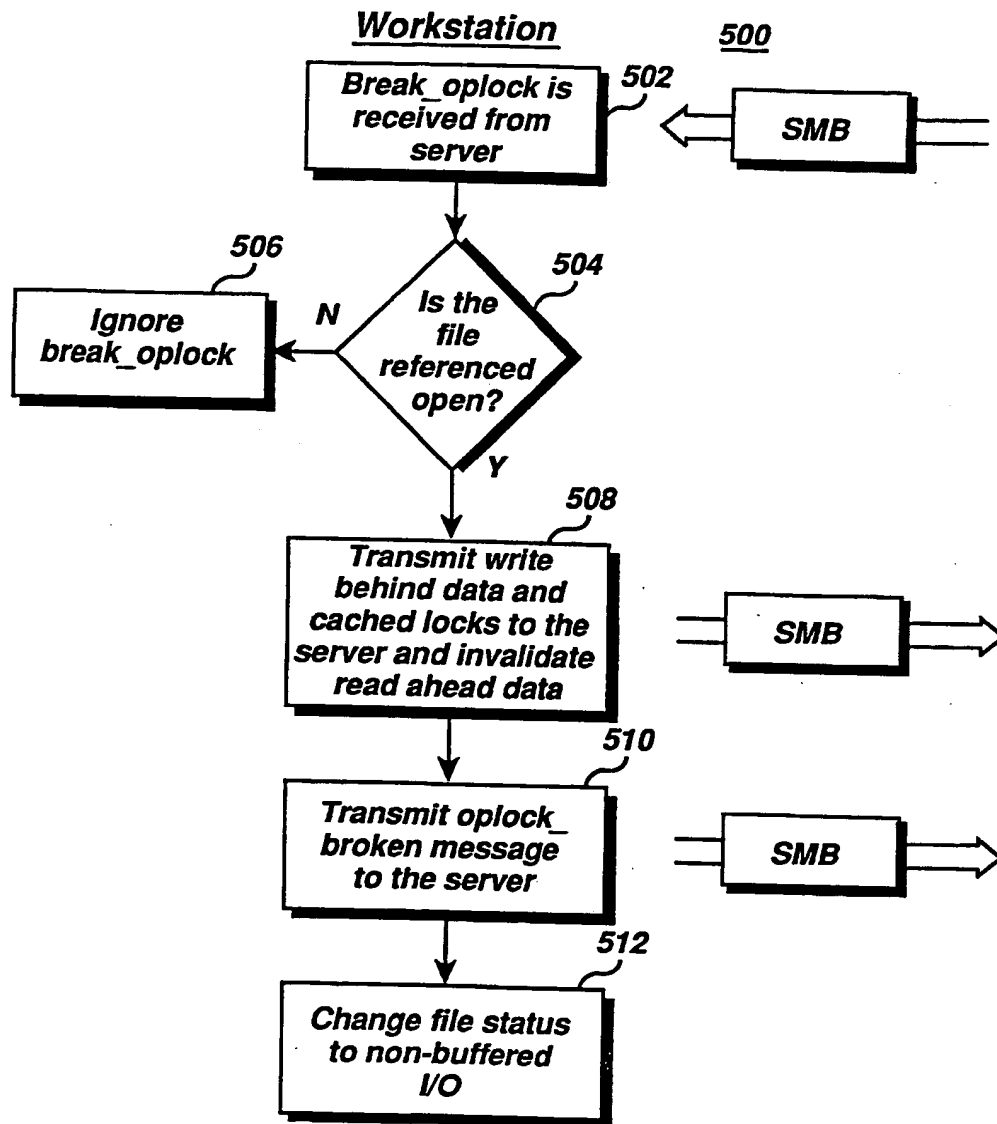 Workstation
500
Break_oplock is
received from
server
502
SMB
506
Ignore
break_oplock
N
504
Is the
file
referenced
open?
Y
508
Transmit write
behind data and
cached locks to the
server and invalidate
read ahead data
SMB
510
Transmit oplock_
broken message
to the server
SMB
512
Change file status
to non-buffered
I/O